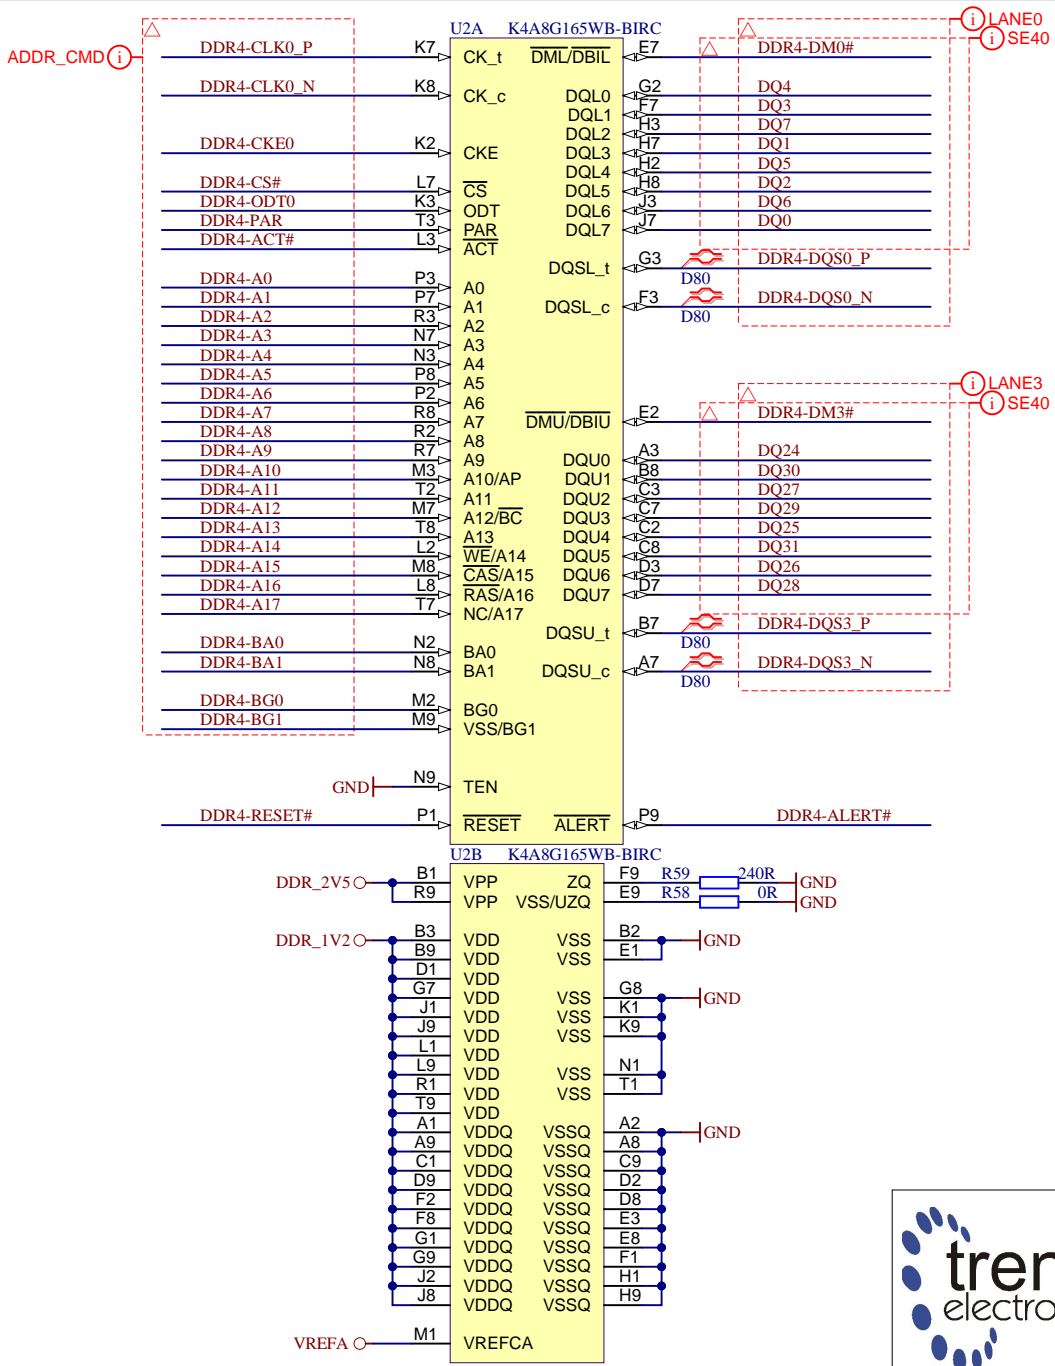 U2A K4A8G165WB-BIRC
LANE0
SE40
ADDR_CMD i
DDR4-CLK0_P K7 CK_t DML/DBIL E7 DDR4-DM0#
DDR4-CLK0_N K8 CK_c DQL0 G2 DQ4
DQL1 F7 DQ3
DQL2 H3 DQ7
DDR4-CKE0 K2 CKE DQL3 H7 DQ1
DQL4 H2 DQ5
DDR4-CS# L7 CS DQL5 H8 DQ2
DDR4-ODT0 K3 ODT DQL6 J3 DQ6
DDR4-PAR T3 PAR DQL7 J7 DQ0
DDR4-ACT# L3 ACT
DQSL_t G3 D80 DDR4-DQS0_P
DDR4-A0 P3 A0
DDR4-A1 P7 A1 DQSL_c F3 D80 DDR4-DQS0_N
DDR4-A2 R3 A2
DDR4-A3 N7 A3
DDR4-A4 N3 A4
DDR4-A5 P8 A5
LANE3
DDR4-A6 P2 A6
SE40
DDR4-A7 R8 A7 DMU/DBIU E2 DDR4-DM3#
DDR4-A8 R2 A8
DDR4-A9 R7 A9 DQU0 A3 DQ24
DDR4-A10 M3 A10/AP DQU1 B8 DQ30
DDR4-A11 T2 A11 DQU2 C3 DQ27
DDR4-A12 M7 A12/BC DQU3 C7 DQ29
DDR4-A13 T8 A13 DQU4 C2 DQ25
DDR4-A14 L2 WE/A14 DQU5 C8 DQ31
DDR4-A15 M8 CAS/A15 DQU6 D3 DQ26
DDR4-A16 L8 RAS/A16 DQU7 D7 DQ28
DDR4-A17 T7 NC/A17
DQSU_t B7 D80 DDR4-DQS3_P
DDR4-BA0 N2 BA0
DDR4-BA1 N8 BA1 DQSU_c A7 D80 DDR4-DQS3_N
DDR4-BG0 M2 BG0
DDR4-BG1 M9 VSS/BG1
GND N9 TEN
DDR4-RESET# P1 RESET ALERT P9 DDR4-ALERT#
U2B K4A8G165WB-BIRC
DDR_2V5 B1 VPP ZQ F9 R59 240R GND
R9 VPP VSS/UZQ E9 R58 0R GND
DDR_1V2 B3 VDD VSS B2 GND
B9 VDD VSS E1
D1 VDD
G7 VDD VSS G8 GND
J1 VDD VSS K1
J9 VDD VSS K9
L1 VDD
L9 VDD VSS N1
R1 VDD VSS T1
T9 VDD
A1 VDDQ VSSQ A2 GND
A9 VDDQ VSSQ A8
C1 VDDQ VSSQ C9
D9 VDDQ VSSQ D2
F2 VDDQ VSSQ D8
F8 VDDQ VSSQ E3
G1 VDDQ VSSQ E8
G9 VDDQ VSSQ F1
J2 VDDQ VSSQ H1
J8 VDDQ VSSQ H9
VREFA M1 VREFCA
tren
electro